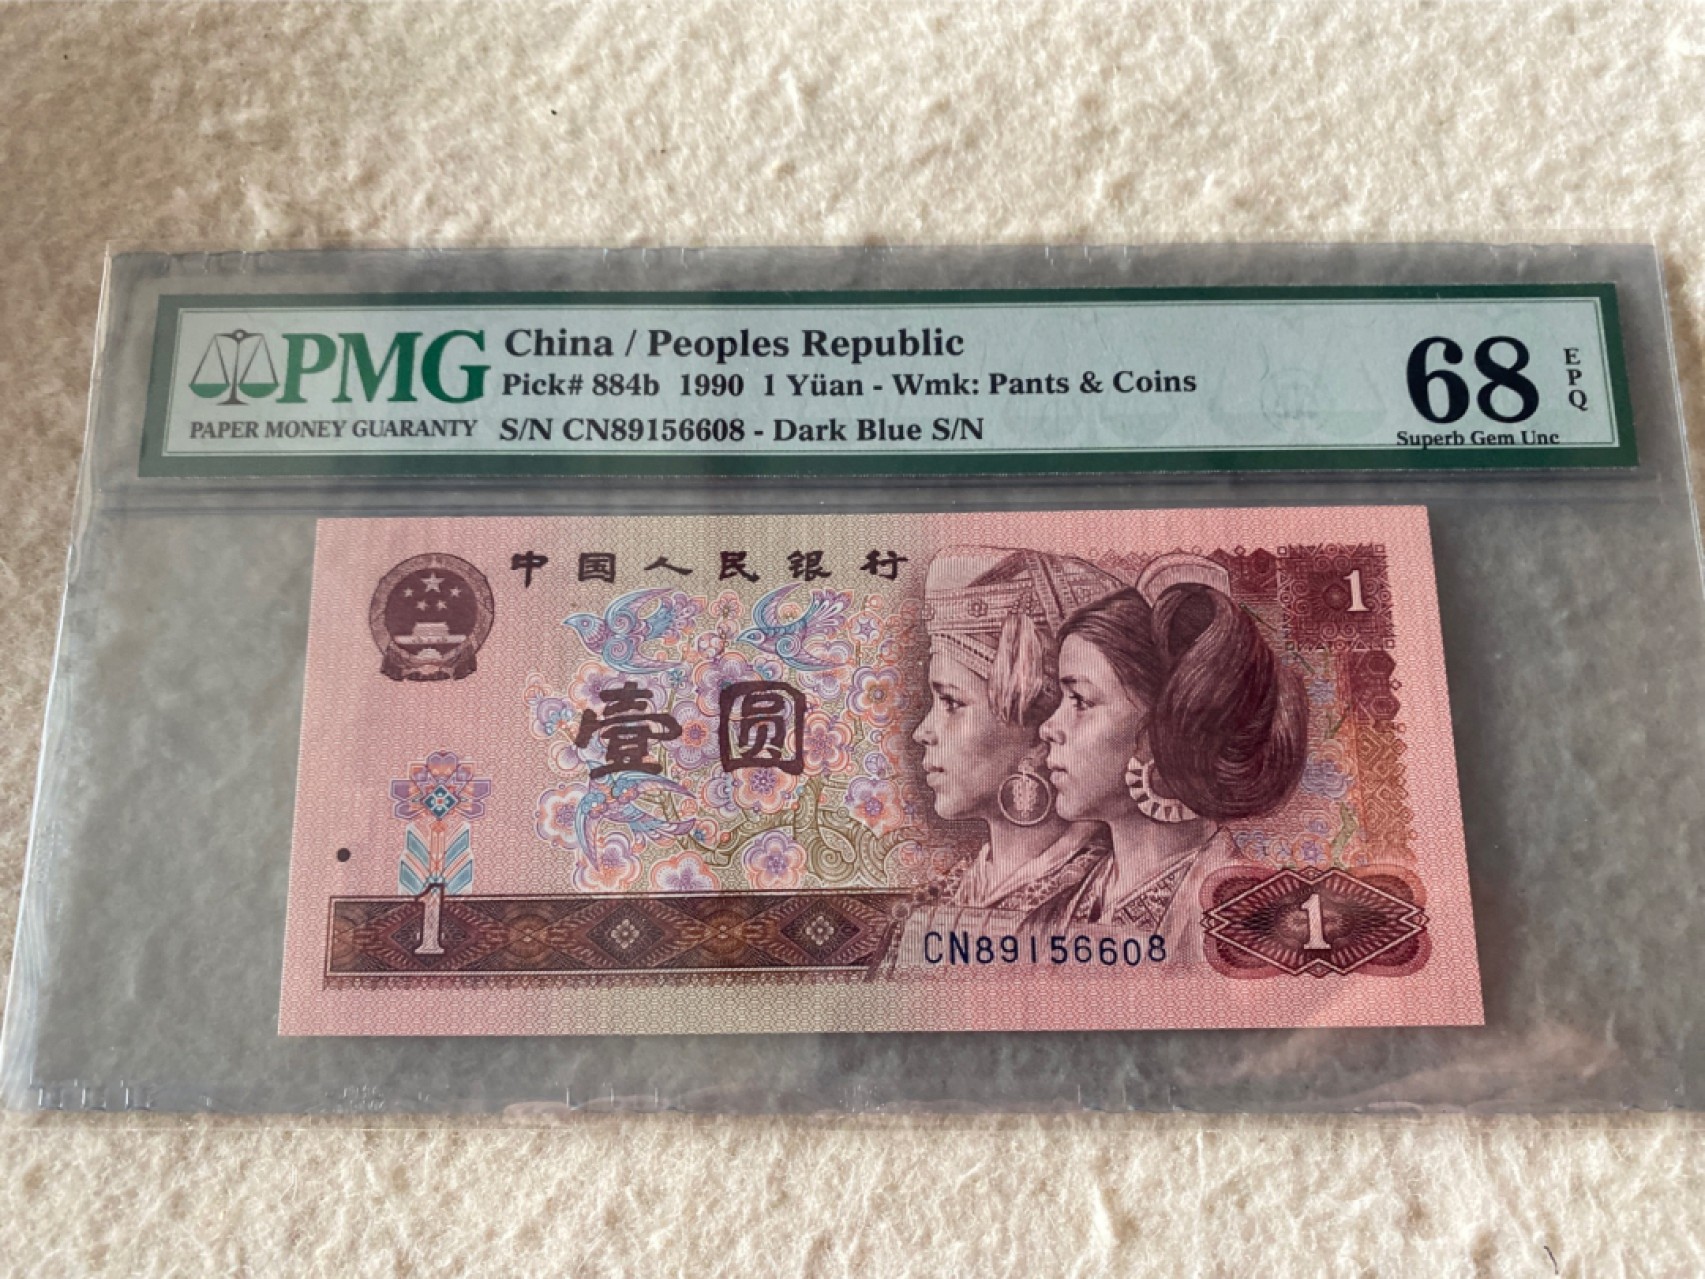 PMG
PAPER MONEY GUARANTY
China / Peoples Republic
Pick# 884b 1990 1 Yüan - Wmk: Pants & Coins
S/N CN89156608 - Dark Blue S/N
68
EPQ
Superb Gem Unc
中国人民银行
1
壹圆
1
CN89156608
1